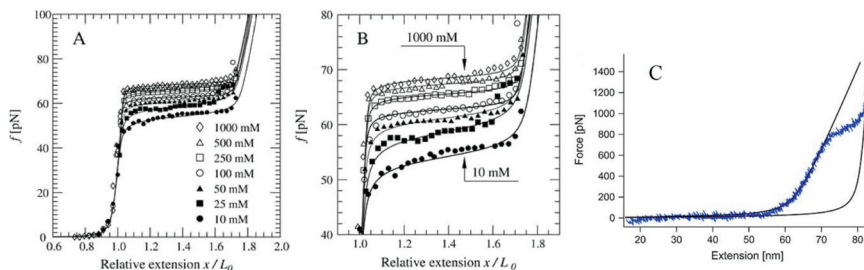 A
f [pN]
100
80
60
40
20
0
0.6
0.8
1.0
1.2
1.4
1.6
1.8
2.0
Relative extension x / L0
1000 mM
500 mM
250 mM
100 mM
50 mM
25 mM
10 mM
B
f [pN]
80
70
60
50
40
1.0
1.2
1.4
1.6
1.8
Relative extension x / L0
1000 mM
10 mM
C
Force [pN]
1400
1200
1000
800
600
400
200
0
20
30
40
50
60
70
80
Extension [nm]